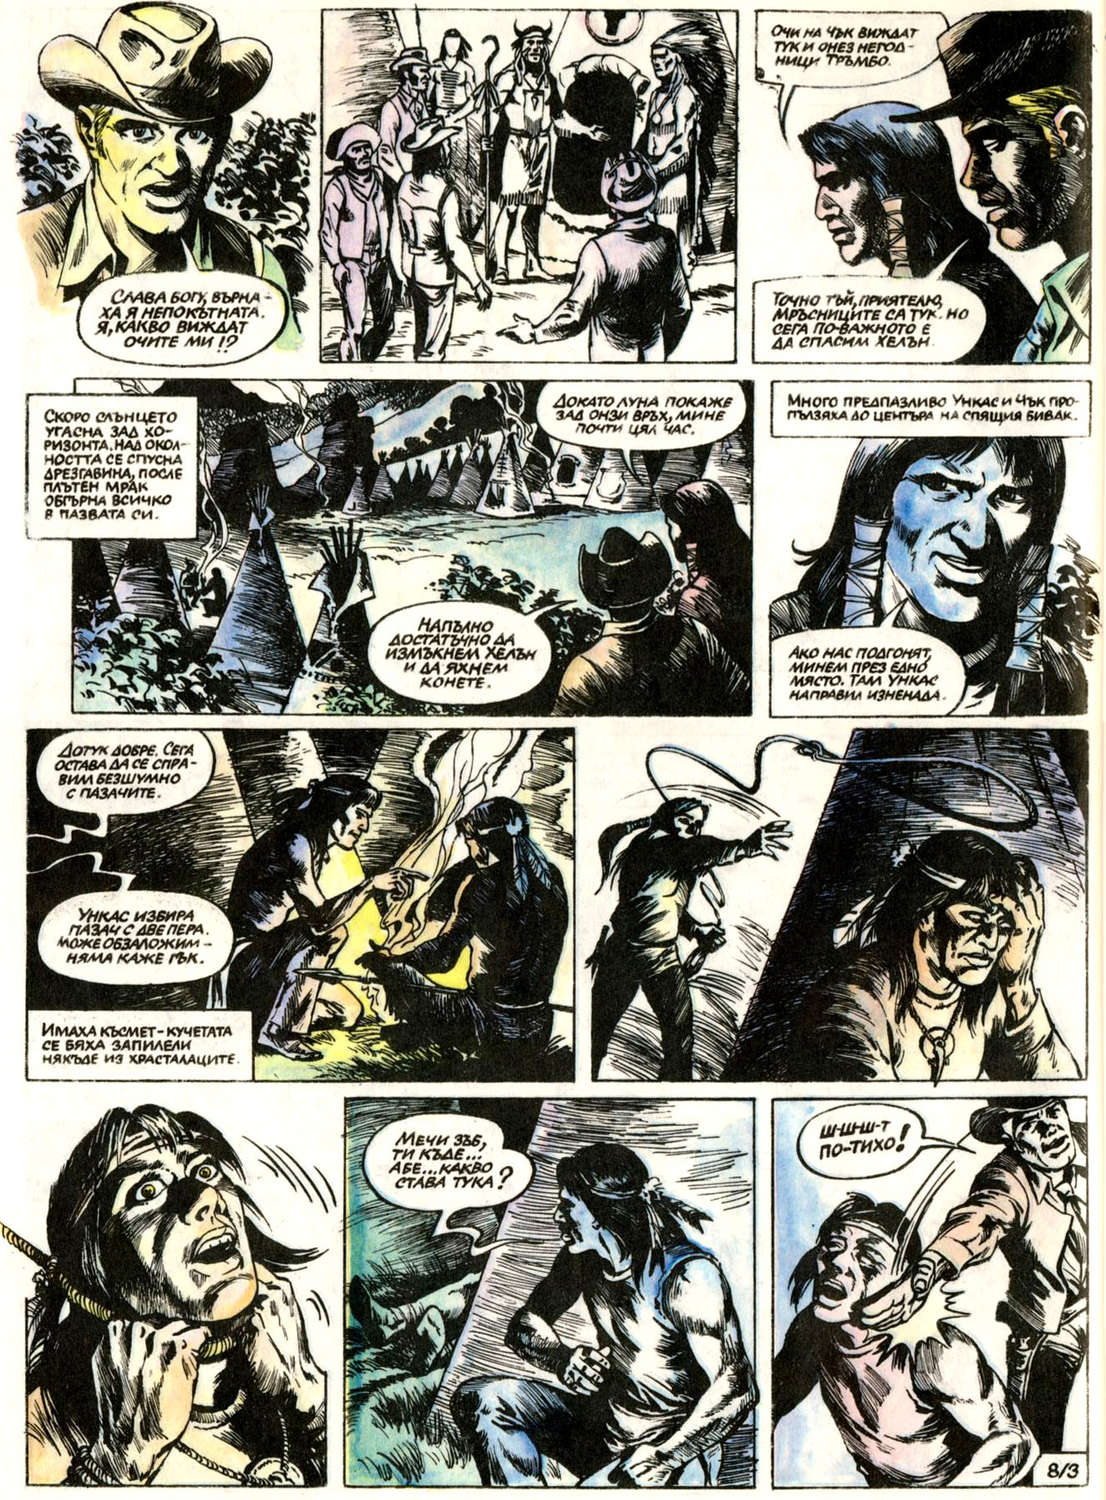 СЛАВА БОГУ, ВЪРНА-
ХА Я НЕПОКЪТНАТА.
Я, КАКВО ВИЖДАТ
ОЧИТЕ МИ!?
ОЧИ НА ЧЪК ВИЖДАТ
ТУК И ОНЕЗ НЕГОД-
НИЦИ ТРЪМБО.
ТОЧНО ТЪЙ, ПРИЯТЕЛЮ,
МРЪСНИЦИТЕ СА ТУК. НО
СЕГА ПО-ВАЖНОТО Е
ДА СПАСИМ ХЕЛЪН.
СКОРО СЛЪНЦЕТО
УГАСНА ЗАД ХО-
РИЗОНТА. НАД ОКОЛ-
НОСТТА СЕ СПУСНА
ДРЕЗГАВИНА, ПОСЛЕ
ПЛЪТЕН МРАК
ОБГЪРНА ВСИЧКО
В ПАЗВАТА СИ.
ДОКАТО ЛУНА ПОКАЖЕ
ЗАД ОНЗИ ВРЪХ, МИНЕ
ПОЧТИ ЦЯЛ ЧАС.
НАПЪЛНО
ДОСТАТЪЧНО ДА
ИЗМЪКНЕМ ХЕЛЪН
И ДА ЯХНЕМ
КОНЕТЕ.
МНОГО ПРЕДПАЗЛИВО УНКАС И ЧЪК ПРО-
ПЪЛЗЯХА ДО ЦЕНТЪРА НА СПЯЩИЯ БИВАК.
АКО НАС ПОДГОНЯТ,
МИНЕМ ПРЕЗ ЕДНО
МЯСТО. ТАМ УНКАС
НАПРАВИЛ ИЗНЕНАДА.
ДОТУК ДОБРЕ. СЕГА
ОСТАВА ДА СЕ СПРА-
ВИМ БЕЗШУМНО
С ПАЗАЧИТЕ.
УНКАС ИЗБИРА
ПАЗАЧ С ДВЕ ПЕРА.
МОЖЕ ОБЗАЛОЖИМ -
НЯМА КАЖЕ ГЪК.
ИМАХА КЪСМЕТ - КУЧЕТАТА
СЕ БЯХА ЗАПИЛЕЛИ
НЯКЪДЕ ИЗ ХРАСТАЛАЦИТЕ.
МЕЧИ ЗЪБ,
ТИ КЪДЕ...
АБЕ... КАКВО
СТАВА ТУКА?
Ш-Ш-Ш-Т
ПО-ТИХО!
8/3